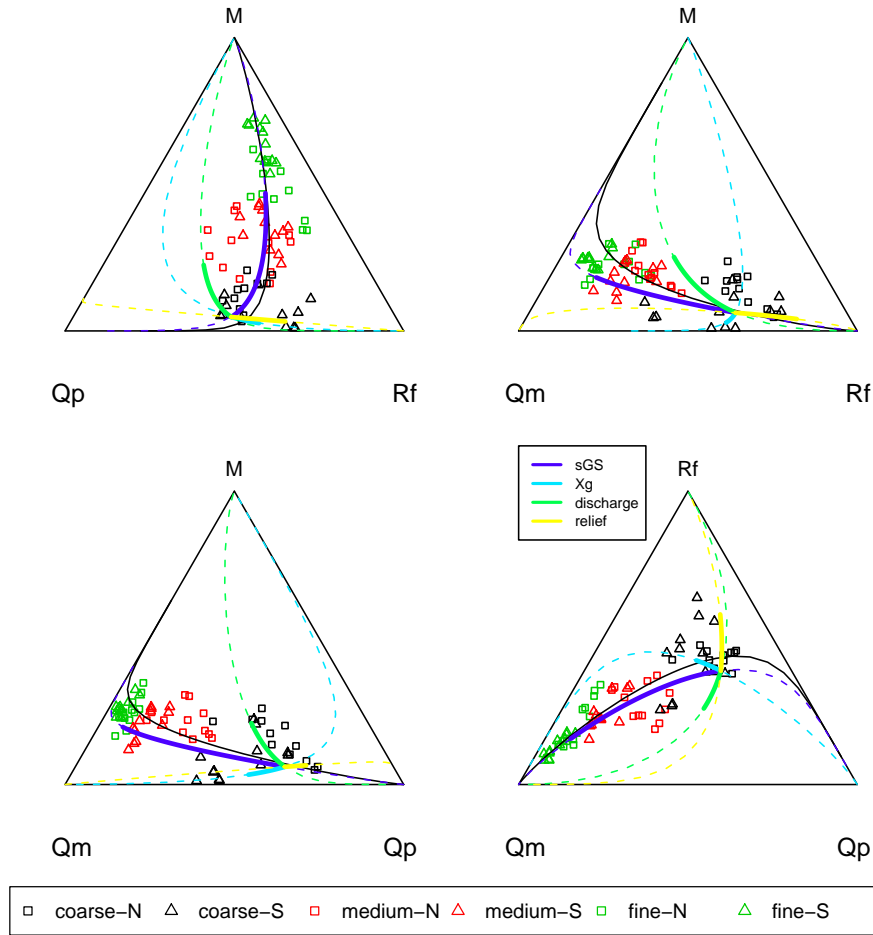 M
M
Qp
Rf
Qm
Rf
M
sGS
Xg
discharge
relief
Rf
Qm
Qp
Qm
Qp
coarse−N
coarse−S
medium−N
medium−S
fine−N
fine−S